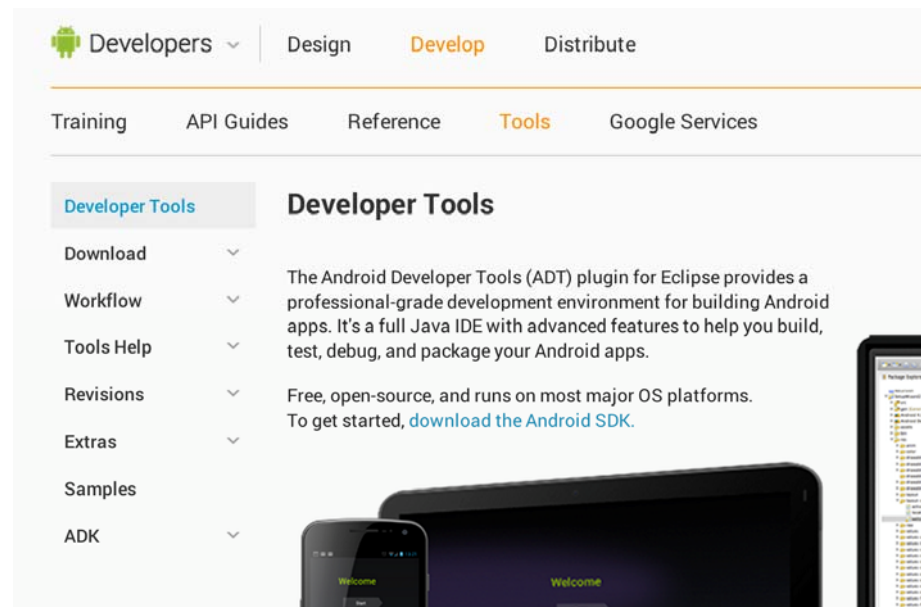 Developers Design Develop Distribute
Training API Guides Reference Tools Google Services
Developer Tools
Download
Workflow
Tools Help
Revisions
Extras
Samples
ADK
Developer Tools
The Android Developer Tools (ADT) plugin for Eclipse provides a
professional-grade development environment for building Android
apps. It's a full Java IDE with advanced features to help you build,
test, debug, and package your Android apps.
Free, open-source, and runs on most major OS platforms.
To get started, download the Android SDK.
Welcome
Start
Welcome
Package Explorer